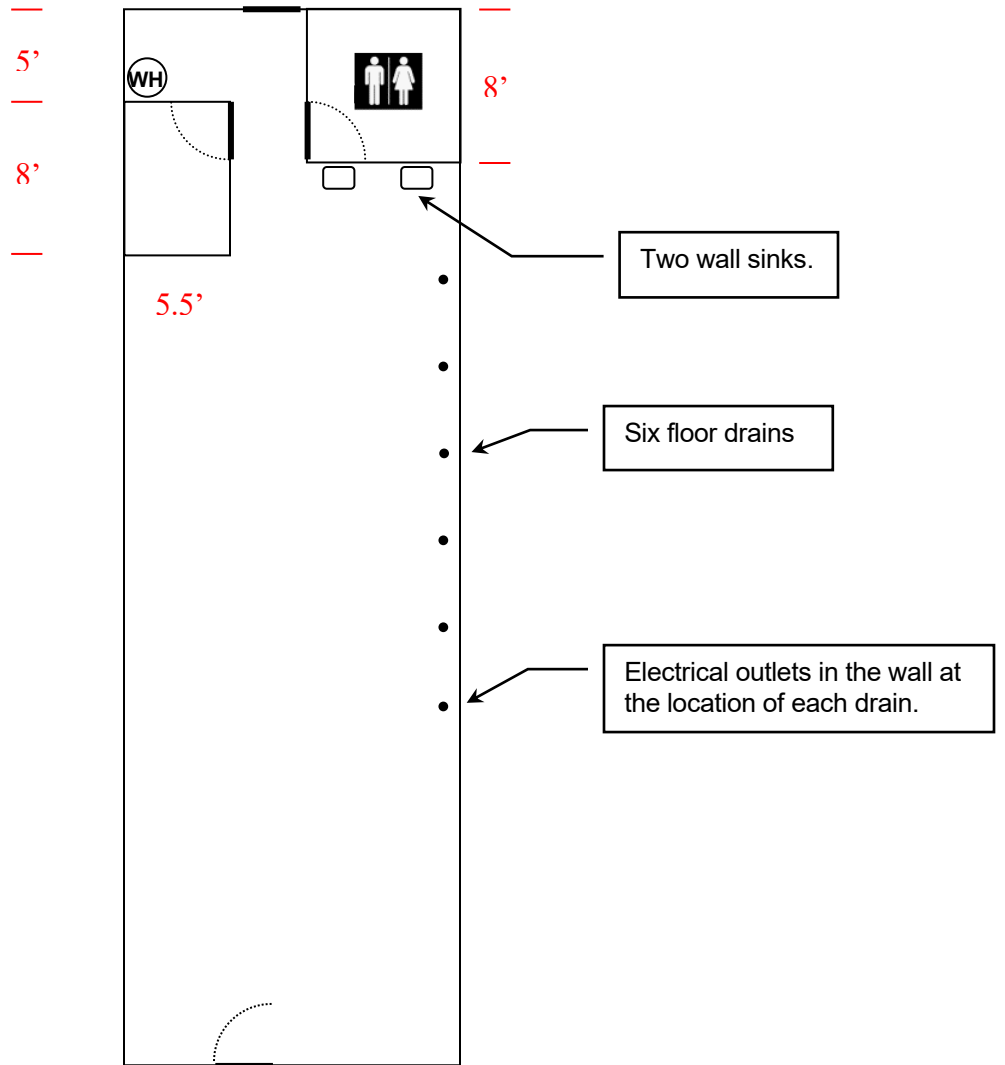 5’
WH
8’
8’
Two wall sinks.
5.5’
Six floor drains
Electrical outlets in the wall at
the location of each drain.